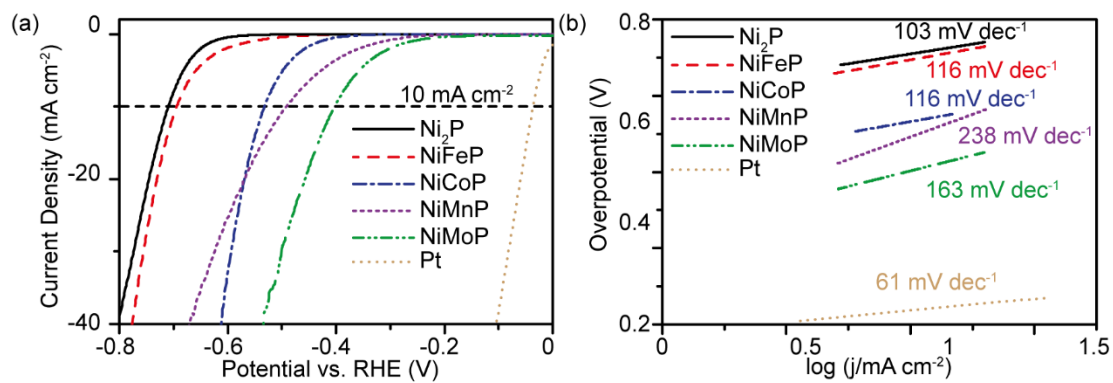 (a)
0
-20
-40
Current Density (mA cm⁻²)
10 mA cm⁻²
Ni₂P
NiFeP
NiCoP
NiMnP
NiMoP
Pt
-0.8
-0.6
-0.4
-0.2
0
Potential vs. RHE (V)
(b)
0.8
0.6
0.4
0.2
Overpotential (V)
Ni₂P
NiFeP
NiCoP
NiMnP
NiMoP
Pt
103 mV dec⁻¹
116 mV dec⁻¹
116 mV dec⁻¹
238 mV dec⁻¹
163 mV dec⁻¹
61 mV dec⁻¹
0.5
1.0
1.5
log (j/mA cm⁻²)